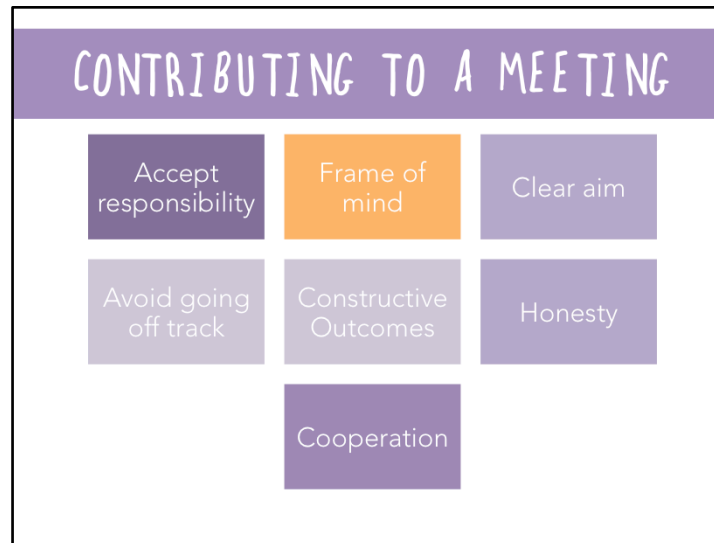 CONTRIBUTING TO A MEETING
Accept
responsibility
Frame of
mind
Clear aim
Avoid going
off track
Constructive
Outcomes
Honesty
Cooperation